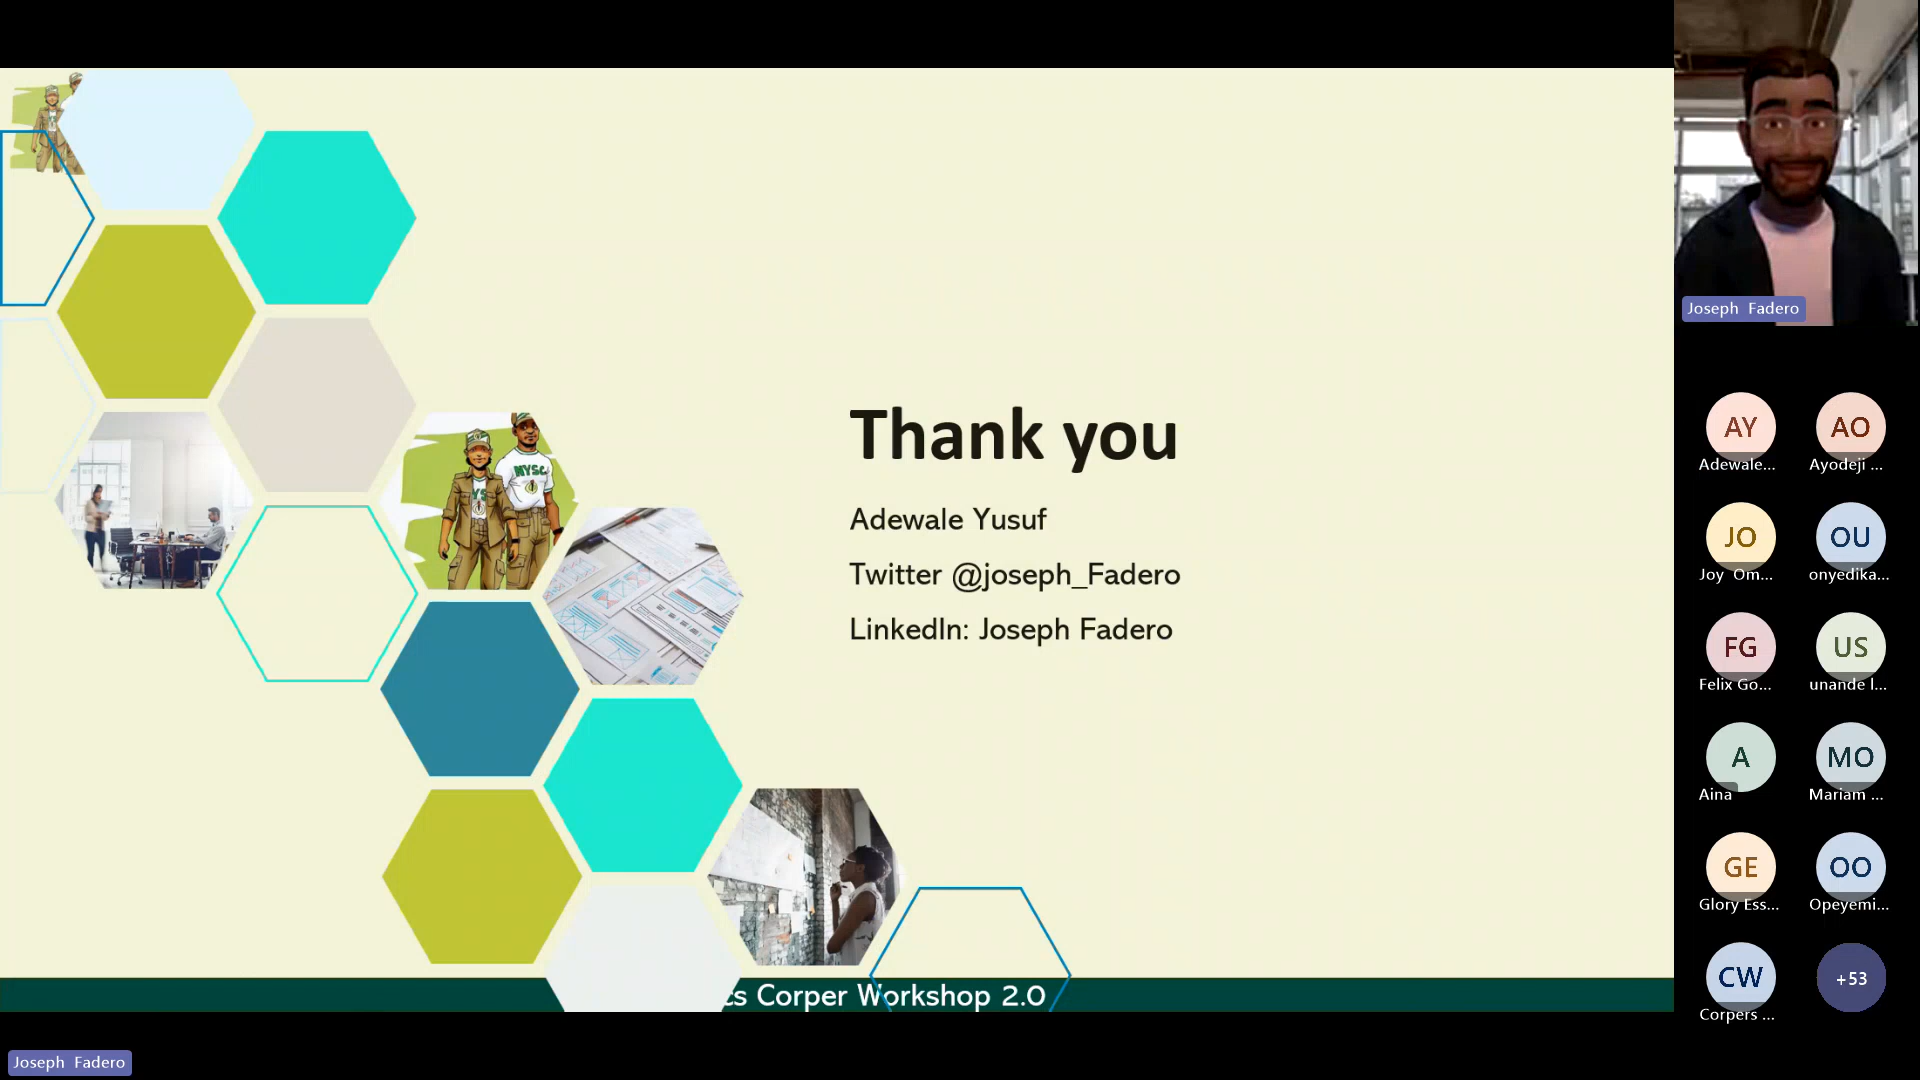 Thank you
Adewale Yusuf
Twitter @joseph_Fadero
LinkedIn: Joseph Fadero
NYSC
Corper Workshop 2.0
Joseph Fadero
AY
Adewale...
AO
Ayodeji ...
JO
Joy Om...
OU
onyedika...
FG
Felix Go...
US
unande l...
A
Aina
MO
Mariam ...
GE
Glory Ess...
OO
Opeyemi...
CW
Corpers ...
+53
Joseph Fadero